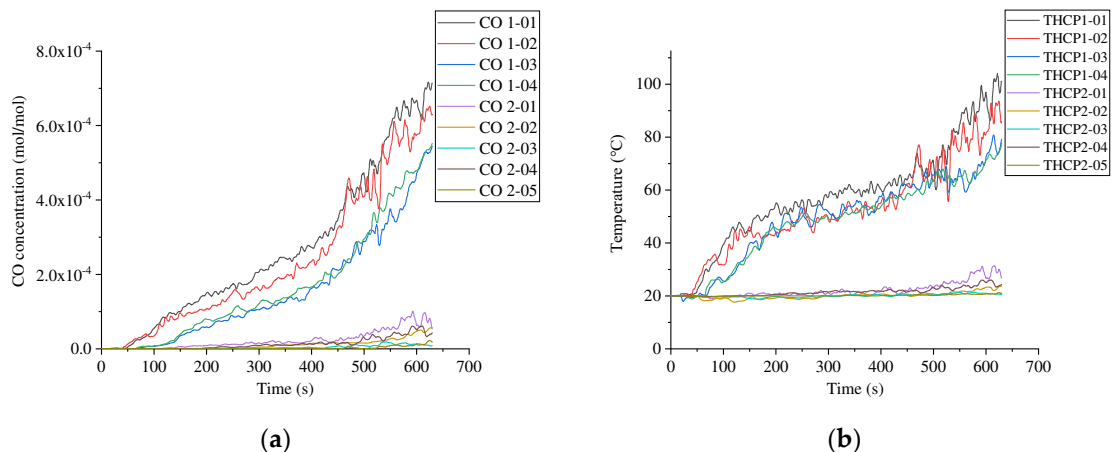 CO 1-01
CO 1-02
CO 1-03
CO 1-04
CO 2-01
CO 2-02
CO 2-03
CO 2-04
CO 2-05
8.0x10-4
6.0x10-4
4.0x10-4
2.0x10-4
0.0
CO concentration (mol/mol)
0 100 200 300 400 500 600 700
Time (s)
(a)
THCP1-01
THCP1-02
THCP1-03
THCP1-04
THCP2-01
THCP2-02
THCP2-03
THCP2-04
THCP2-05
100
80
60
40
20
0
Temperature (°C)
0 100 200 300 400 500 600 700
Time (s)
(b)